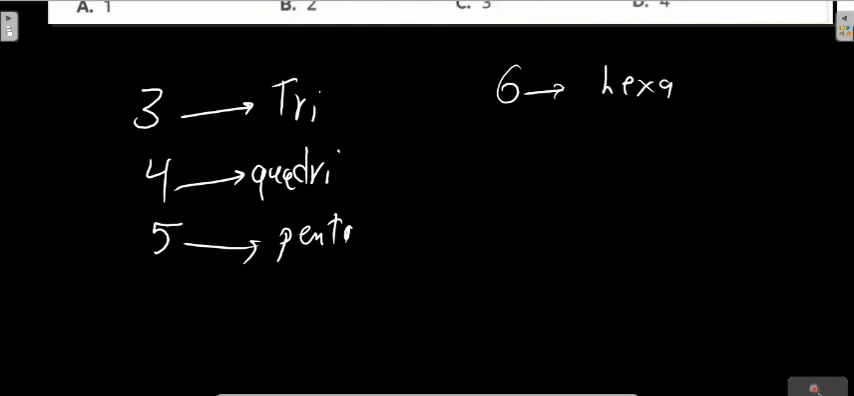 A. 1 B. 2 C. 3 D. 4
3 → Tri
4 → quadri
5 → penta
6 → hexa